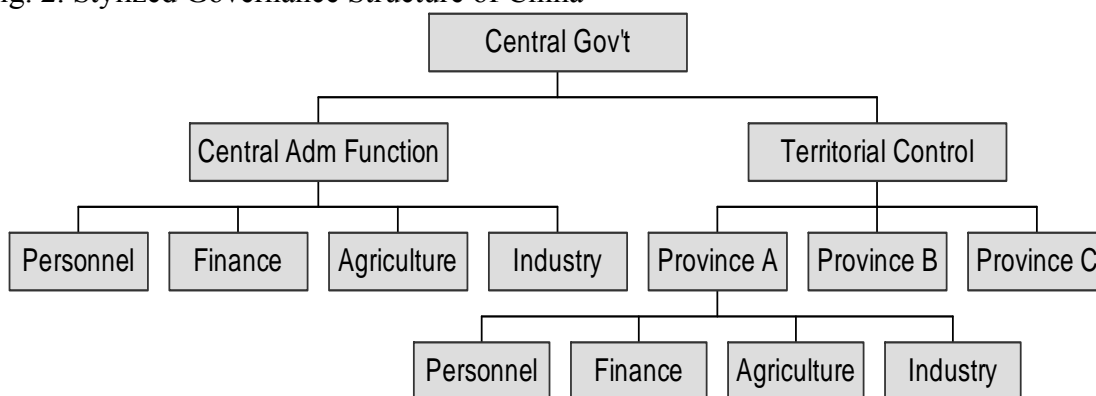 ig. 2. Stylized Governance Structure of China
Central Gov't
Central Adm Function
Territorial Control
Personnel
Finance
Agriculture
Industry
Province A
Province B
Province C
Personnel
Finance
Agriculture
Industry